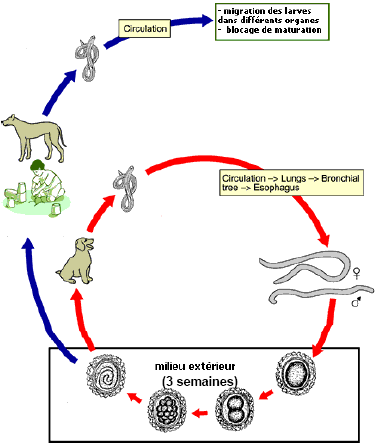 Circulation
- migration des larves
dans différents organes
- blocage de maturation
Circulation –> Lungs –> Bronchial
tree –> Esophagus
♀
♂
milieu extérieur
(3 semaines)